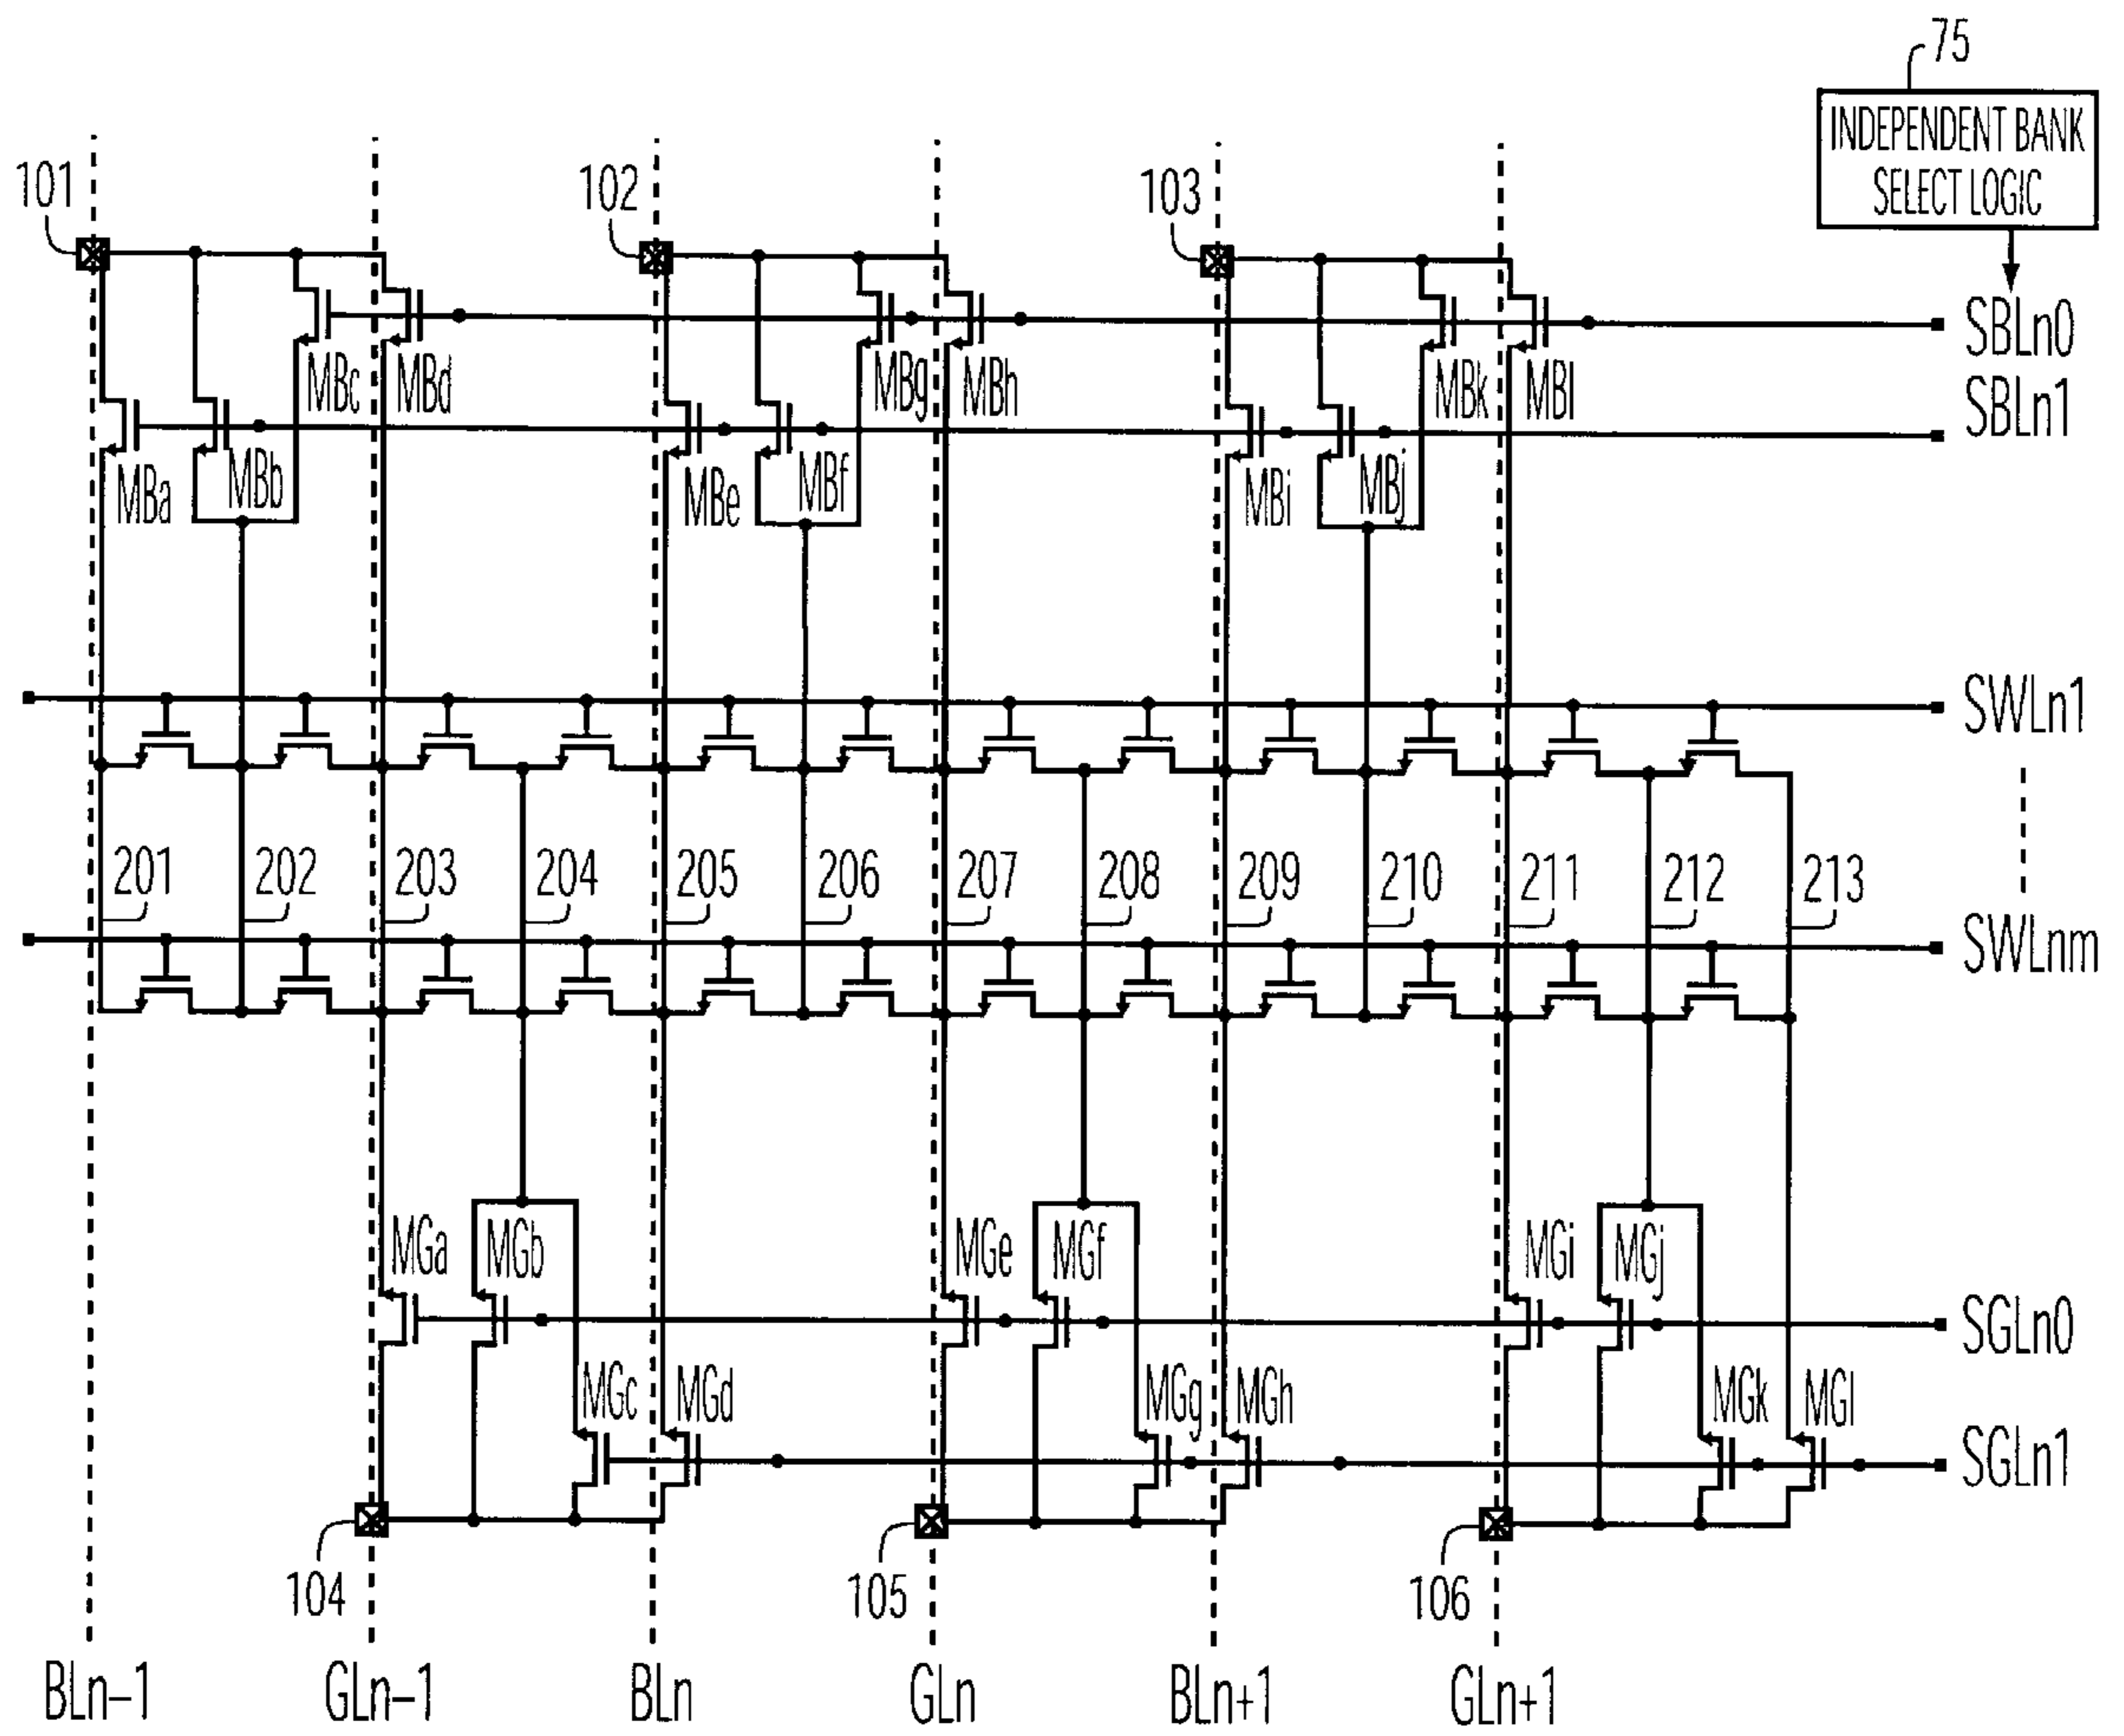 75
INDEPENDENT BANK
SELECT LOGIC
101
102
103
SBLn0
MBc
MBd
MBg
MBh
MBk
MBl
SBLn1
MBa
MBb
MBe
MBf
MBi
MBj
SWLn1
201
202
203
204
205
206
207
208
209
210
211
212
213
SWLnm
MGa
MGb
MGe
MGf
MGi
MGj
SGLn0
MGc
MGd
MGg
MGh
MGk
MGl
SGLn1
104
105
106
BLn-1
GLn-1
BLn
GLn
BLn+1
GLn+1